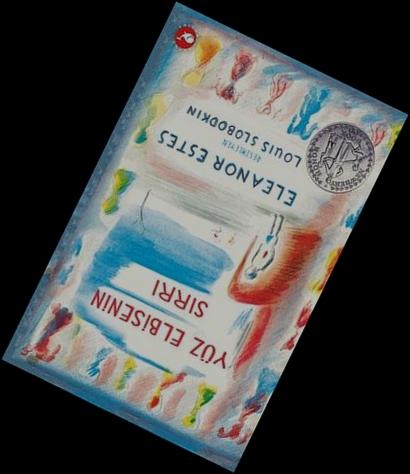 YÜZ ELBİSENİN
SIRRI
ELEANOR ESTES
RESİMLEYEN
LOUIS SLOBODKIN